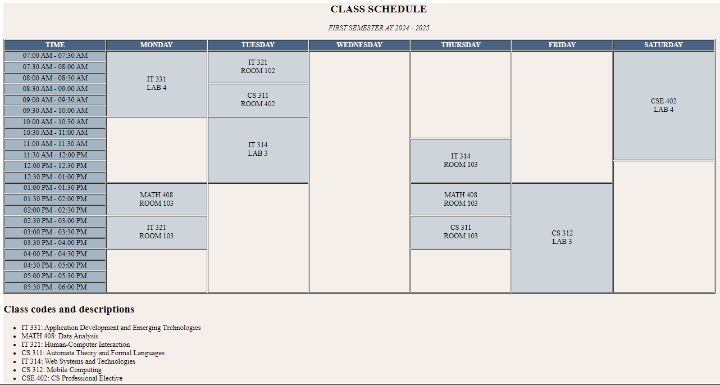 CLASS SCHEDULE
FIRST SEMESTER AY 2024 - 2025
TIME MONDAY TUESDAY WEDNESDAY THURSDAY FRIDAY SATURDAY
07:00 AM - 07:30 AM
07:30 AM - 08:00 AM
08:00 AM - 08:30 AM
08:30 AM - 09:00 AM
09:00 AM - 09:30 AM
09:30 AM - 10:00 AM
10:00 AM - 10:30 AM
10:30 AM - 11:00 AM
11:00 AM - 11:30 AM
11:30 AM - 12:00 PM
12:00 PM - 12:30 PM
12:30 PM - 01:00 PM
01:00 PM - 01:30 PM
01:30 PM - 02:00 PM
02:00 PM - 02:30 PM
02:30 PM - 03:00 PM
03:00 PM - 03:30 PM
03:30 PM - 04:00 PM
04:00 PM - 04:30 PM
04:30 PM - 05:00 PM
05:00 PM - 05:30 PM
05:30 PM - 06:00 PM
IT 331
LAB 4
MATH 408
ROOM 103
IT 321
ROOM 103
IT 321
ROOM 102
CS 311
ROOM 402
IT 314
LAB 3
IT 314
ROOM 103
MATH 408
ROOM 103
CS 311
ROOM 103
CS 312
LAB 3
CSE 402
LAB 4
Class codes and descriptions
• IT 331: Application Development and Emerging Technologies
• MATH 408: Data Analysis
• IT 321: Human-Computer Interaction
• CS 311: Automata Theory and Formal Languages
• IT 314: Web Systems and Technologies
• CS 312: Mobile Computing
• CSE 402: CS Professional Elective